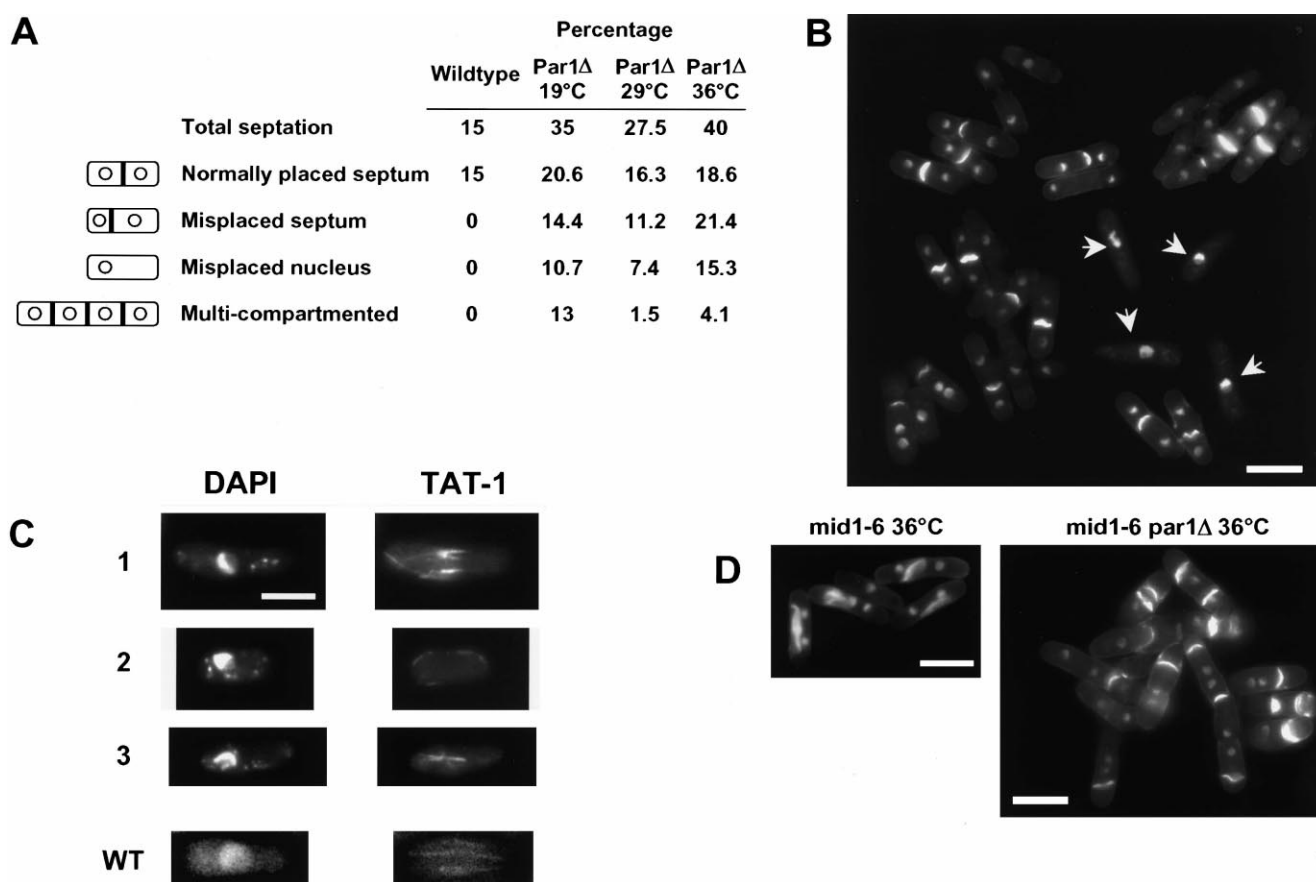 A
Percentage
Wildtype Par1Δ 19°C Par1Δ 29°C Par1Δ 36°C
Total septation 15 35 27.5 40
Normally placed septum 15 20.6 16.3 18.6
Misplaced septum 0 14.4 11.2 21.4
Misplaced nucleus 0 10.7 7.4 15.3
Multi-compartmented 0 13 1.5 4.1
B
C
DAPI TAT-1
1
2
3
WT
D
mid1-6 36°C mid1-6 par1Δ 36°C